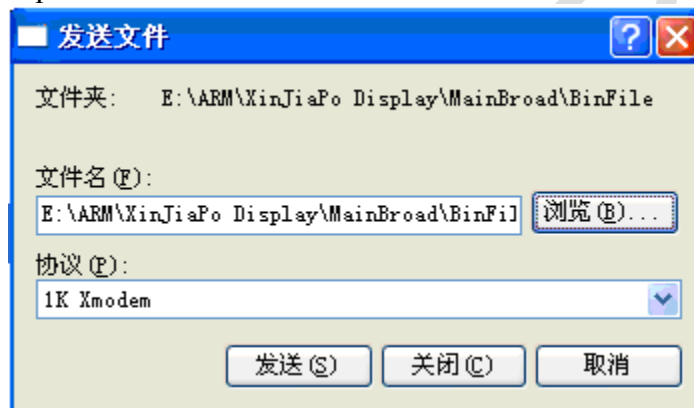 发送文件
文件夹: E:\ARM\XinJiaPo Display\MainBroad\BinFile
文件名(F):
E:\ARM\XinJiaPo Display\MainBroad\BinFil
浏览(B)...
协议(P):
1K Xmodem
发送(S) 关闭(C) 取消